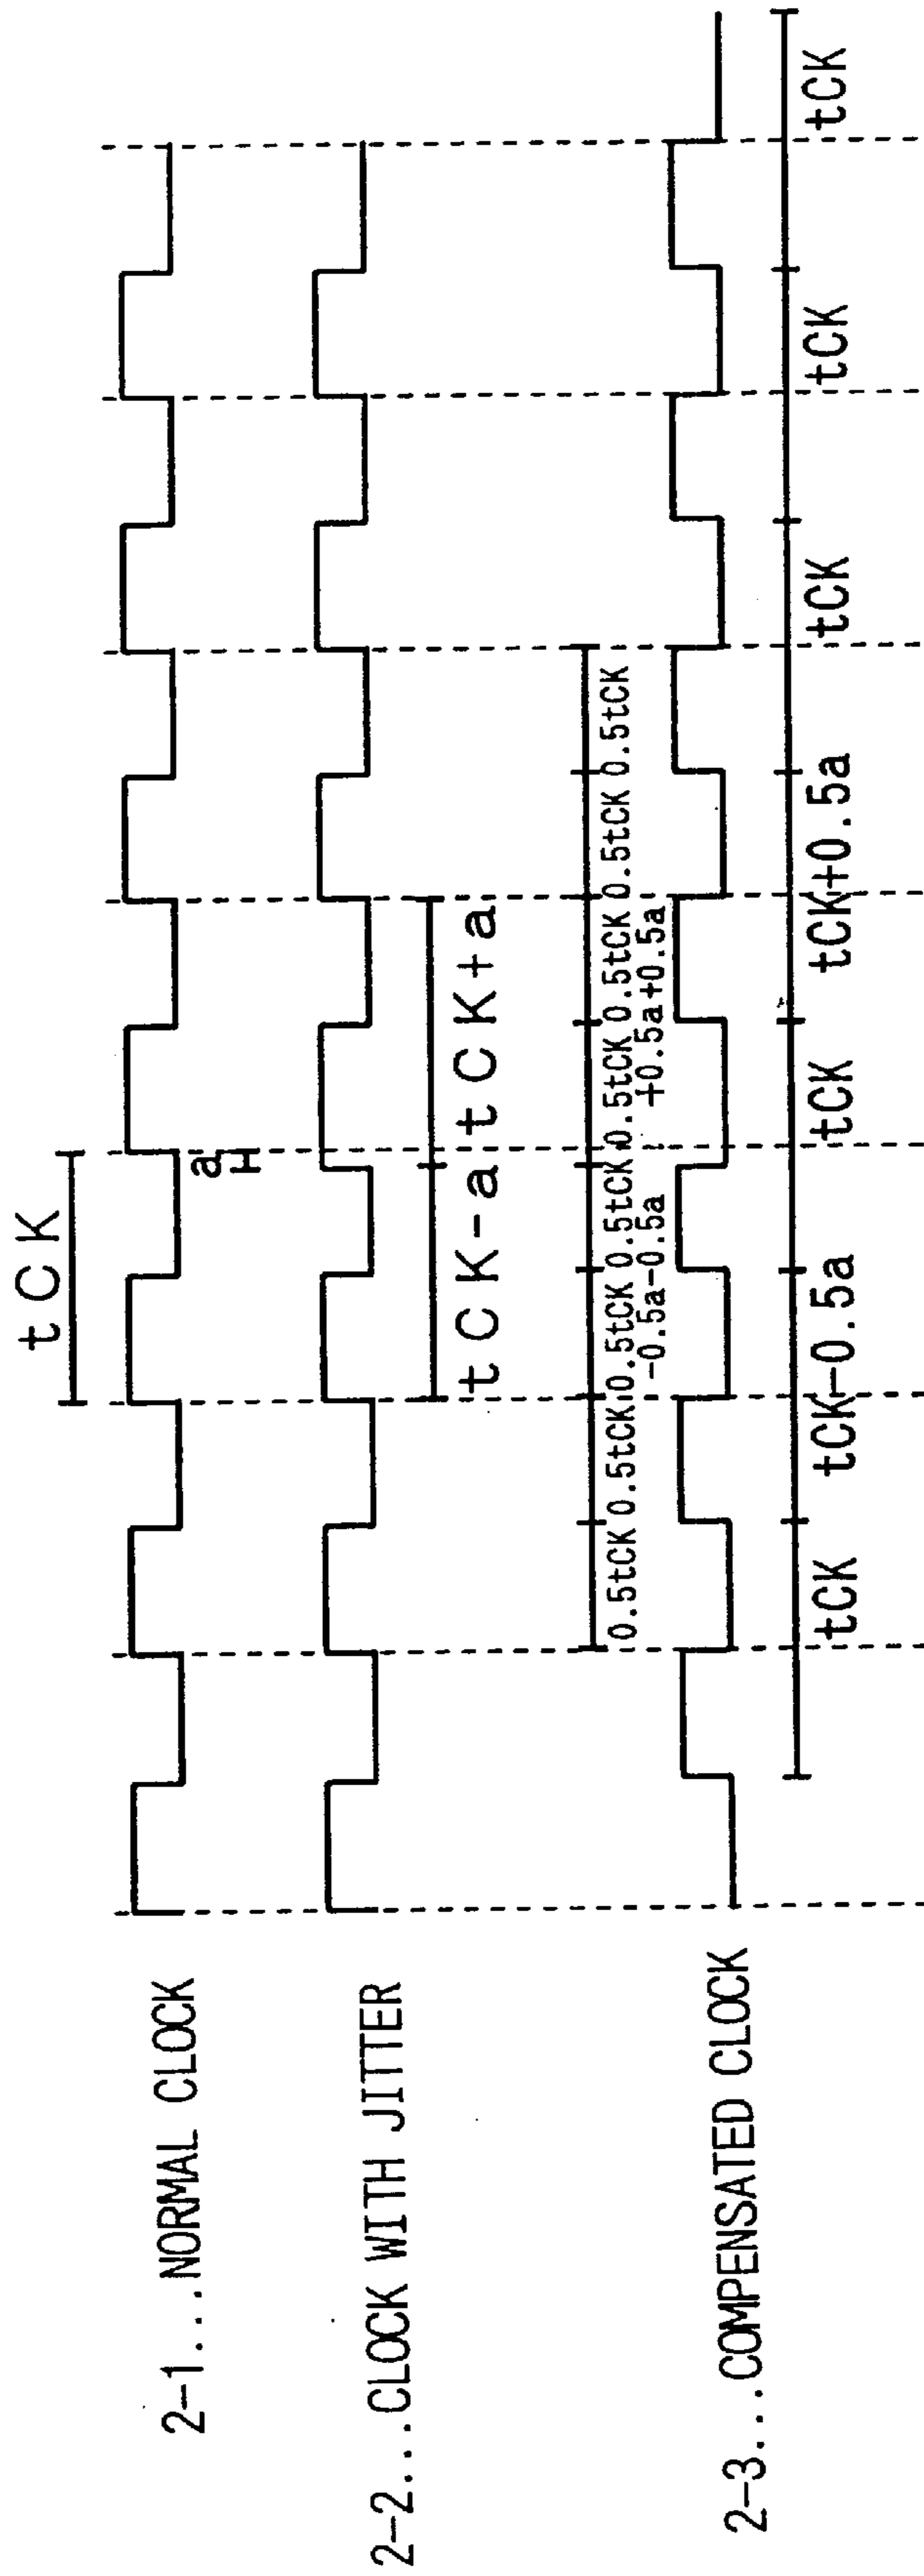 tCK
2-1...NORMAL CLOCK
a
2-2...CLOCK WITH JITTER
tCK-a tCK+a
0.5tCK 0.5tCK 0.5tCK 0.5tCK 0.5tCK 0.5tCK 0.5tCK 0.5tCK
-0.5a -0.5a +0.5a +0.5a
2-3...COMPENSATED CLOCK
tCK tCK-0.5a tCK tCK+0.5a tCK tCK tCK